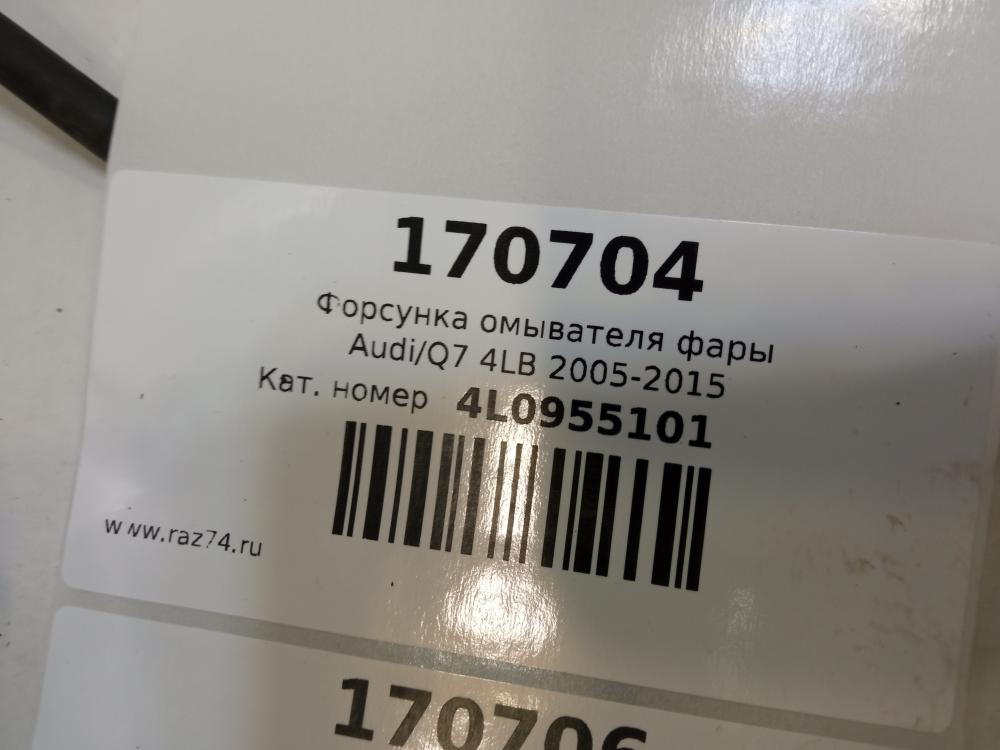 170704
Форсунка омывателя фары
Audi/Q7 4LB 2005-2015
Кат. номер 4L0955101
www.raz74.ru
170706